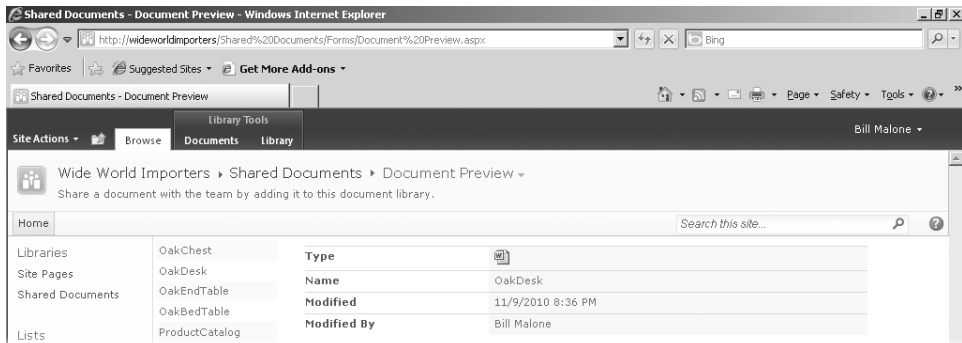 Shared Documents - Document Preview - Windows Internet Explorer
http://wideworldimporters/Shared%20Documents/Forms/Document%20Preview.aspx
Bing
Favorites Suggested Sites Get More Add-ons
Shared Documents - Document Preview
Page Safety Tools
Library Tools
Site Actions Browse Documents Library Bill Malone
Wide World Importers Shared Documents Document Preview
Share a document with the team by adding it to this document library.
Home Search this site...
Libraries
Site Pages
Shared Documents
Lists
OakChest
OakDesk
OakEndTable
OakBedTable
ProductCatalog
Type
Name OakDesk
Modified 11/9/2010 8:36 PM
Modified By Bill Malone